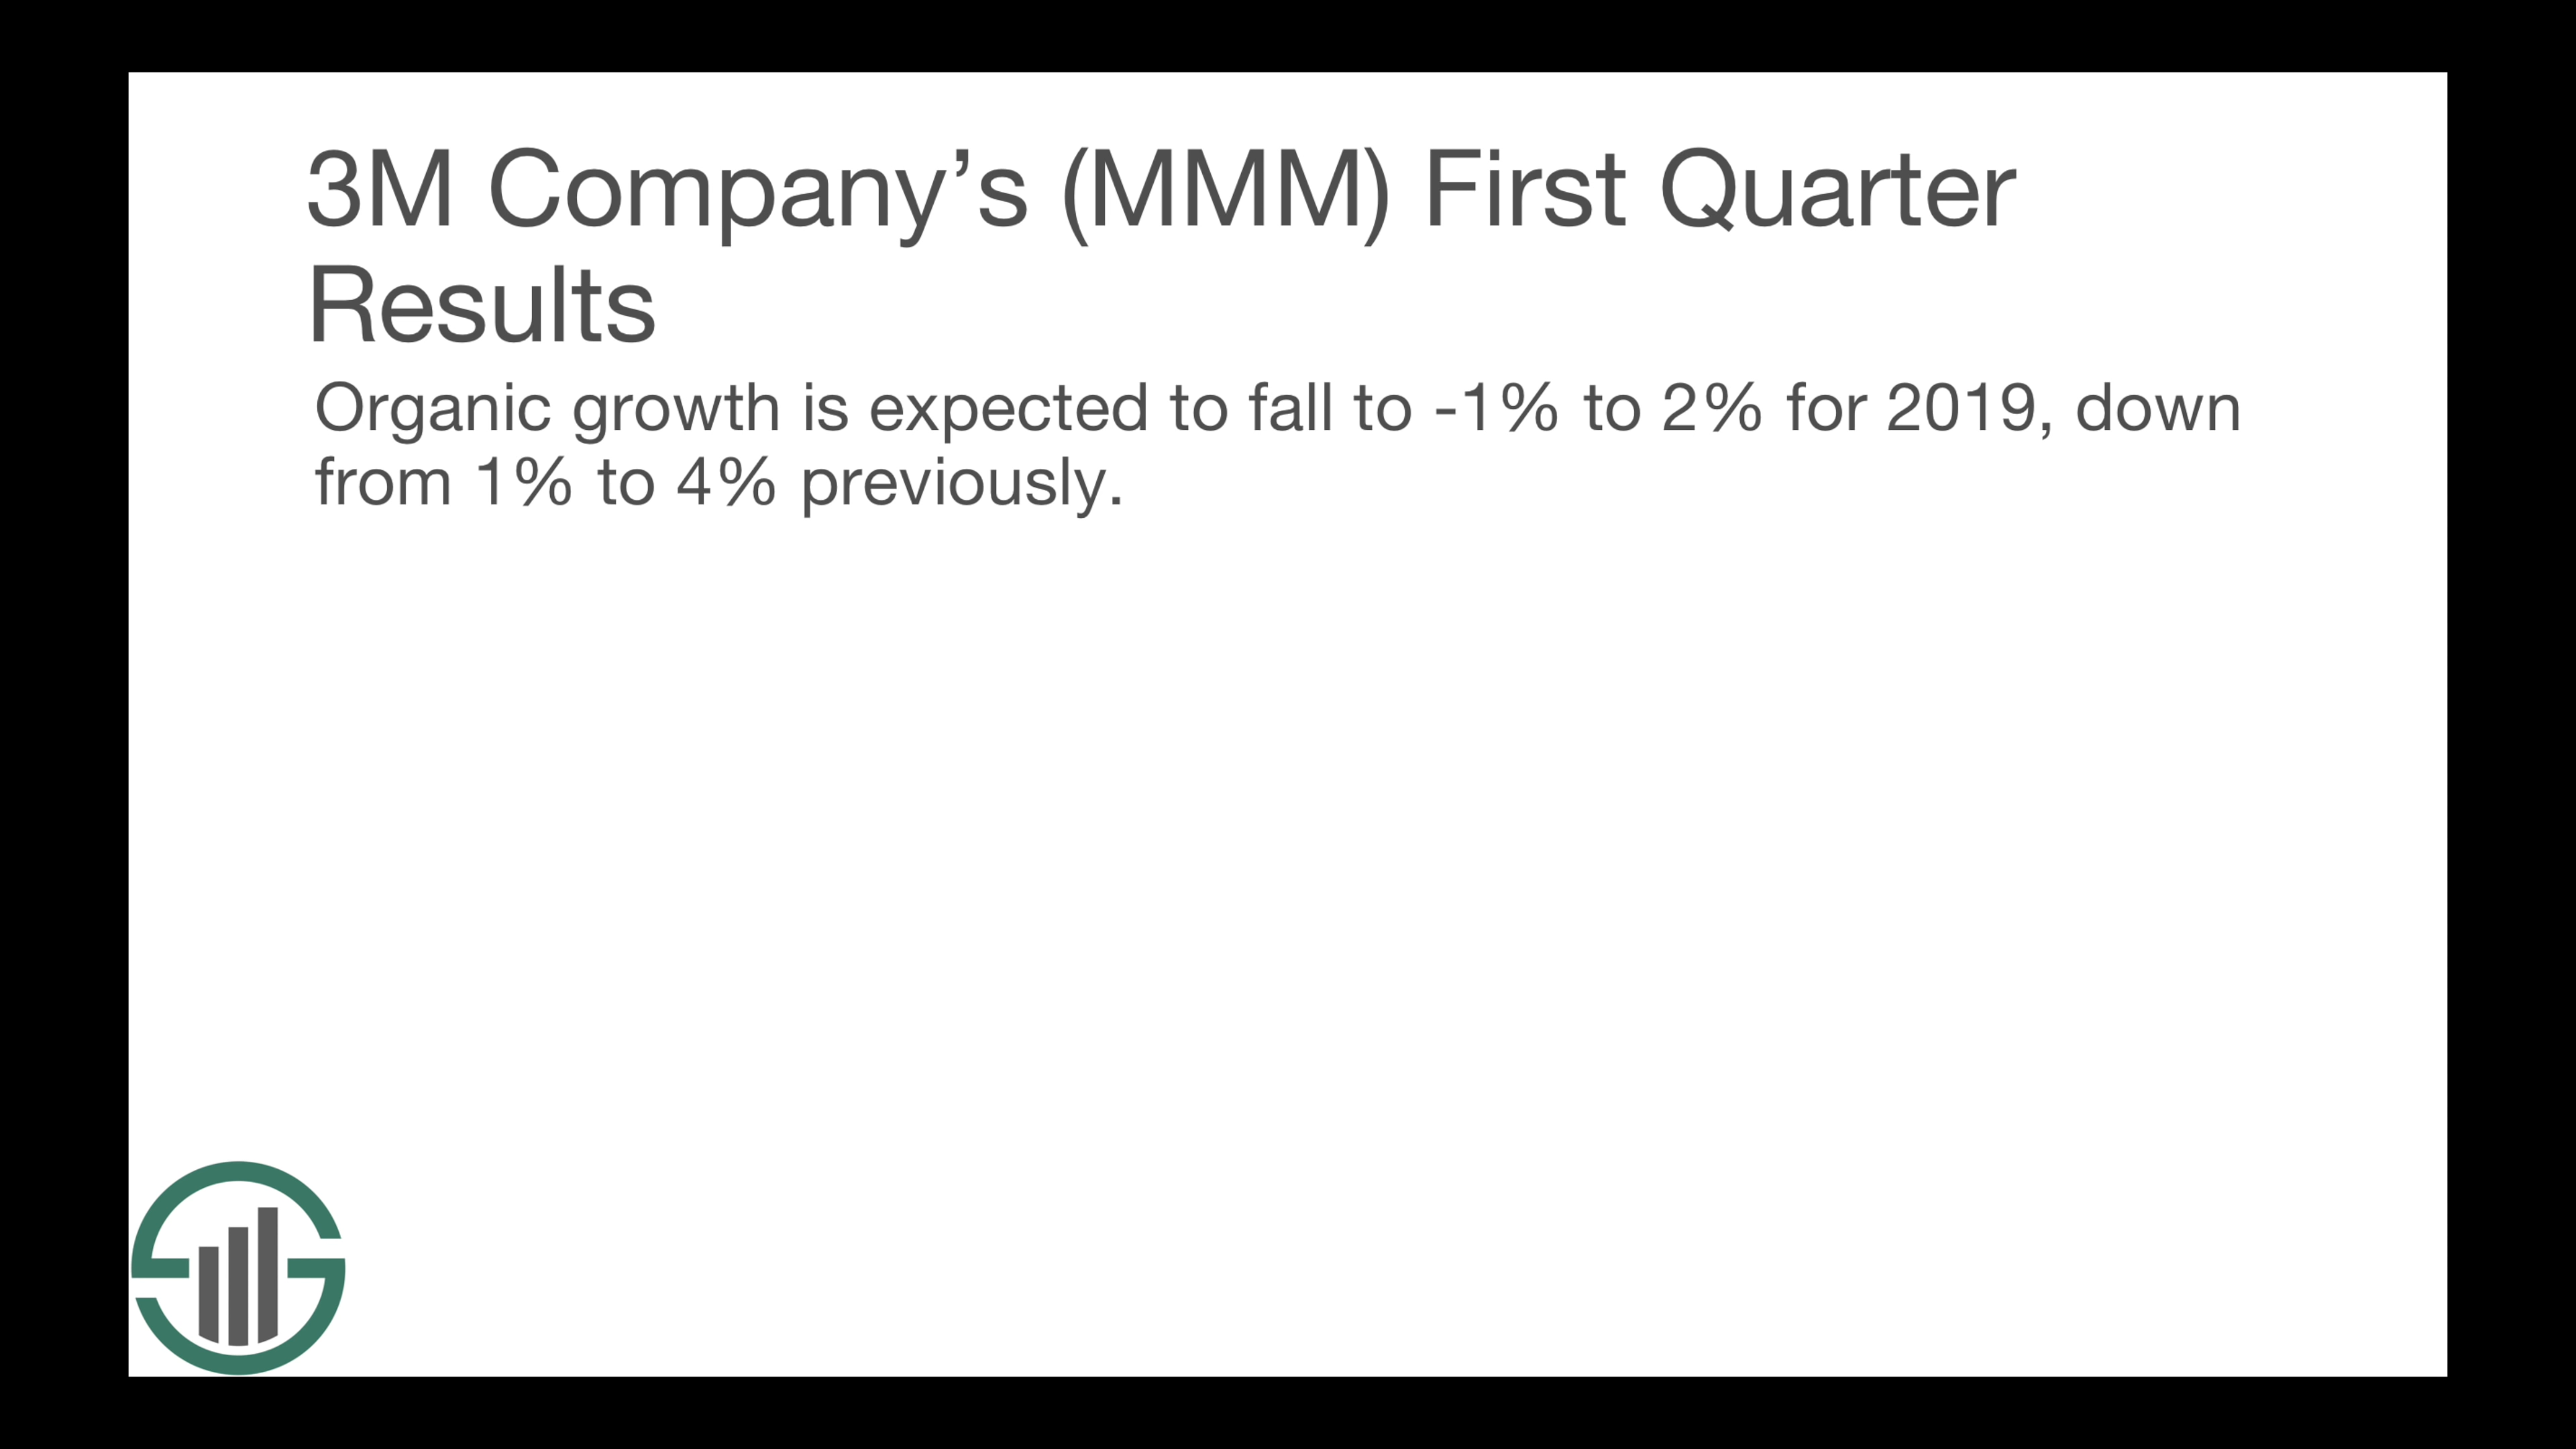 3M Company’s (MMM) First Quarter
Results
Organic growth is expected to fall to -1% to 2% for 2019, down
from 1% to 4% previously.